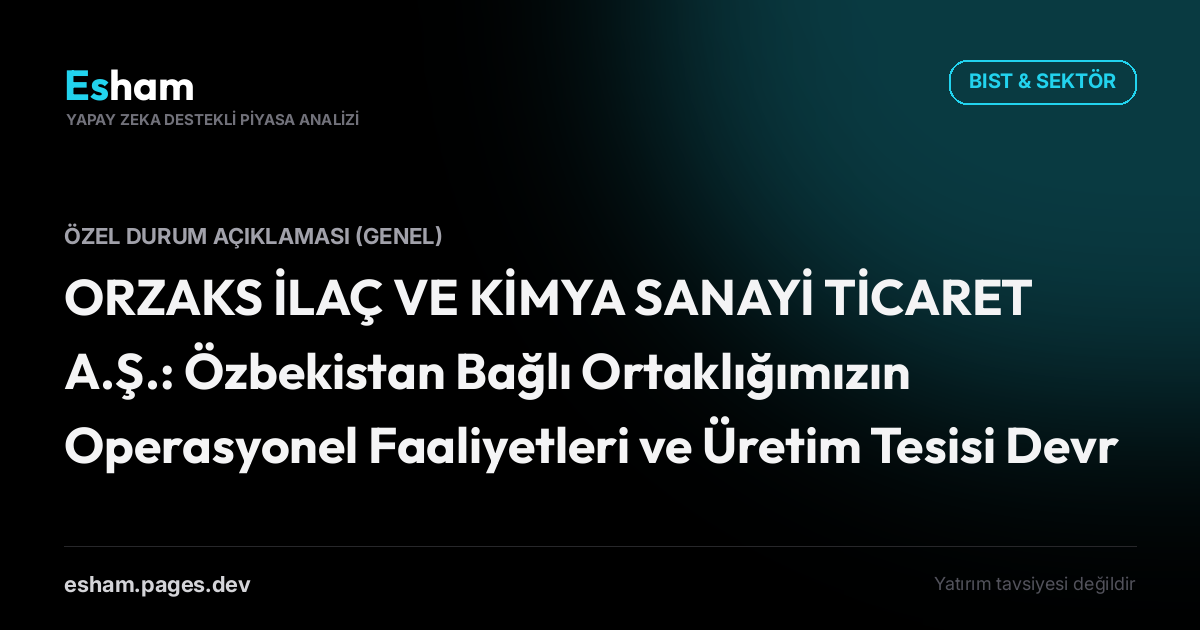 Esham
YAPAY ZEKA DESTEKLİ PİYASA ANALİZİ
BIST & SEKTÖR
ÖZEL DURUM AÇIKLAMASI (GENEL)
ORZAKS İLAÇ VE KİMYA SANAYİ TİCARET
A.Ş.: Özbekistan Bağlı Ortaklığımızın
Operasyonel Faaliyetleri ve Üretim Tesisi Devr
esham.pages.dev
Yatırım tavsiyesi değildir